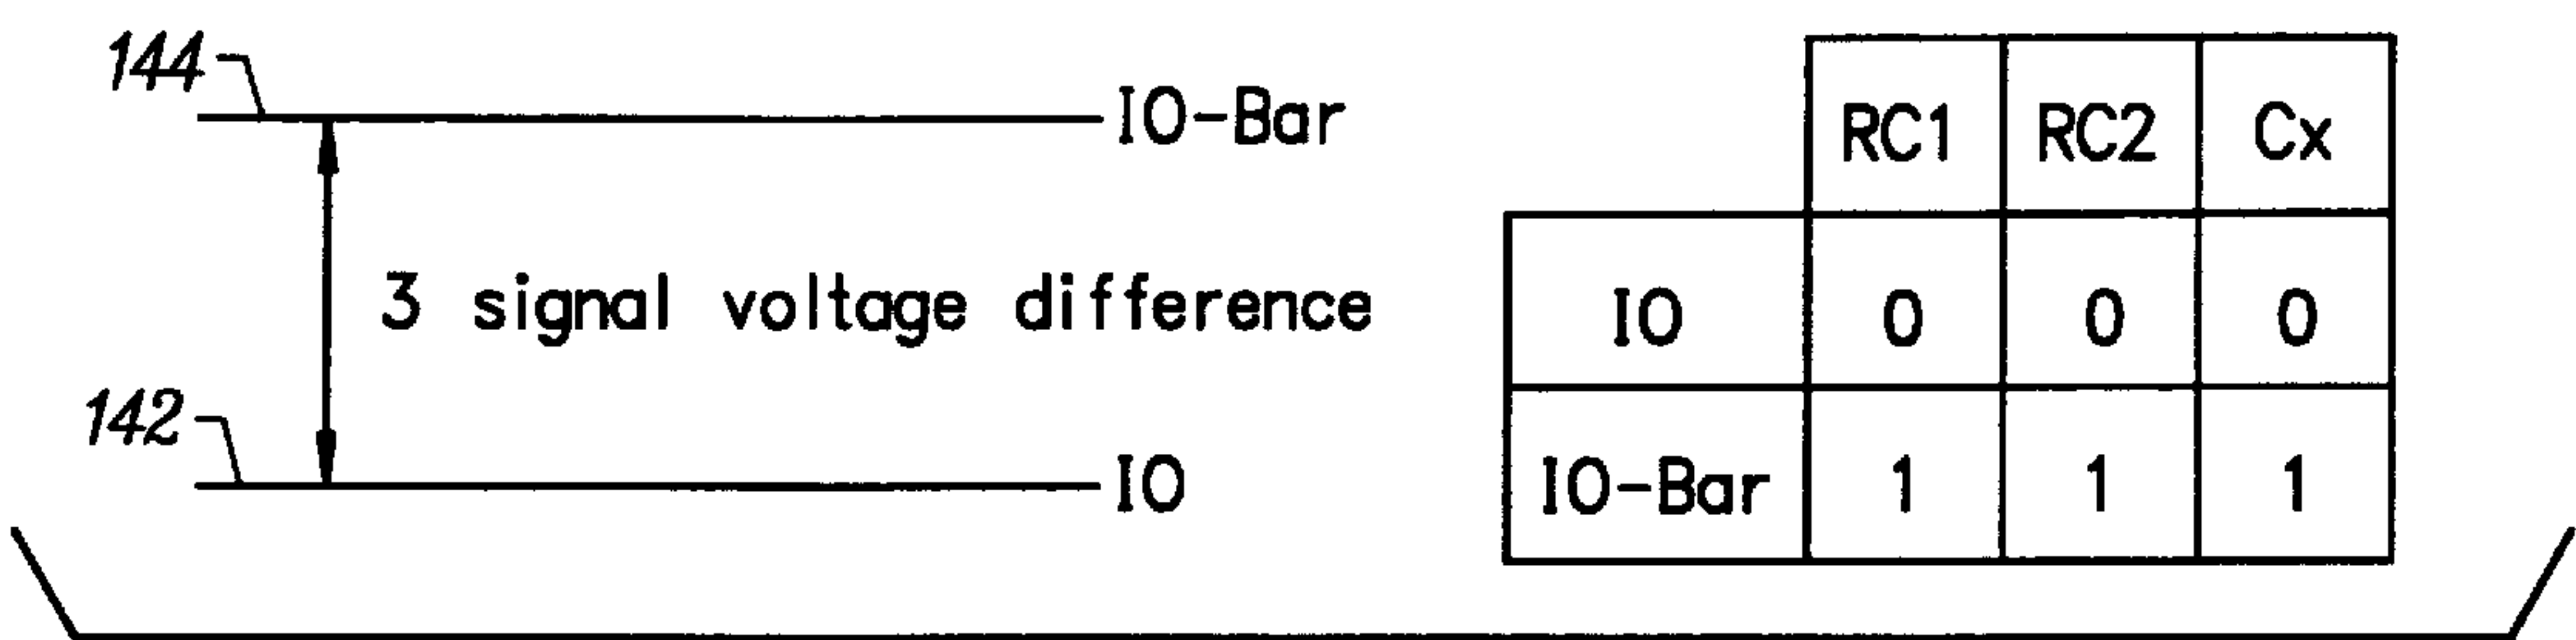 144
IO-Bar
3 signal voltage difference
142
IO
RC1 RC2 Cx
IO 0 0 0
IO-Bar 1 1 1